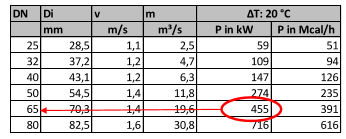 DN Di v m ΔT: 20 °C
mm m/s m³/s P in kW P in Mcal/h
25 28,5 1,1 2,5 59 51
32 37,2 1,2 4,7 109 94
40 43,1 1,2 6,3 147 126
50 54,5 1,4 11,8 274 235
65 70,3 1,4 19,6 455 391
80 82,5 1,6 30,8 716 616